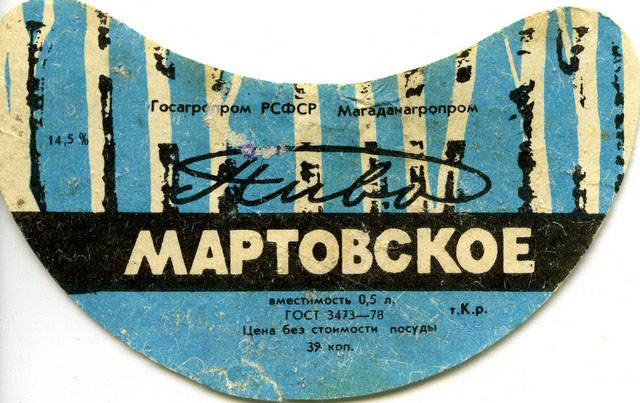 Госагропром РСФСР Магаданагропром
14,5 %
Пиво
МАРТОВСКОЕ
вместимость 0,5 л.
ГОСТ 3473—78
т.К.р.
Цена без стоимости посуды
39 коп.